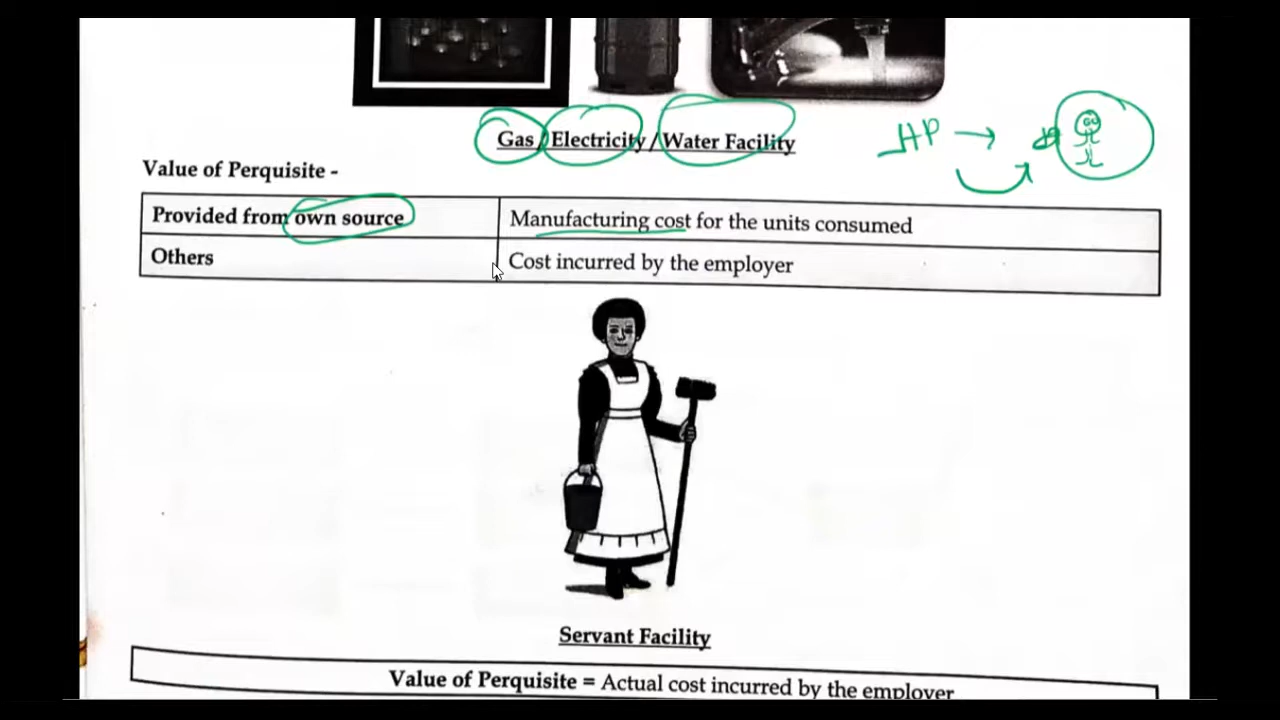 Gas / Electricity / Water Facility
HP
Value of Perquisite -
Provided from own source
Manufacturing cost for the units consumed
Others
Cost incurred by the employer
Servant Facility
Value of Perquisite = Actual cost incurred by the employer